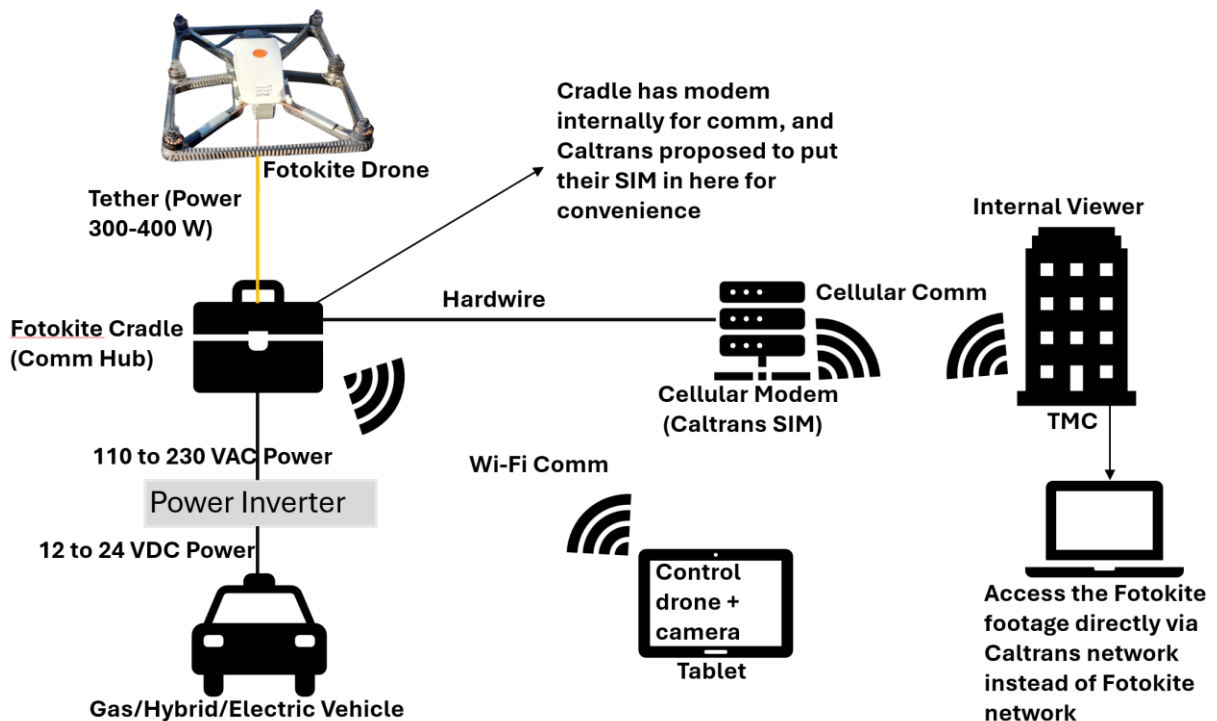 Fotokite Drone
Tether (Power
300-400 W)
Cradle has modem
internally for comm, and
Caltrans proposed to put
their SIM in here for
convenience
Internal Viewer
Hardwire
Cellular Comm
Fotokite Cradle
(Comm Hub)
Cellular Modem
(Caltrans SIM)
TMC
110 to 230 VAC Power
Wi-Fi Comm
Power Inverter
12 to 24 VDC Power
Control
drone +
camera
Tablet
Access the Fotokite
footage directly via
Caltrans network
instead of Fotokite
network
Gas/Hybrid/Electric Vehicle